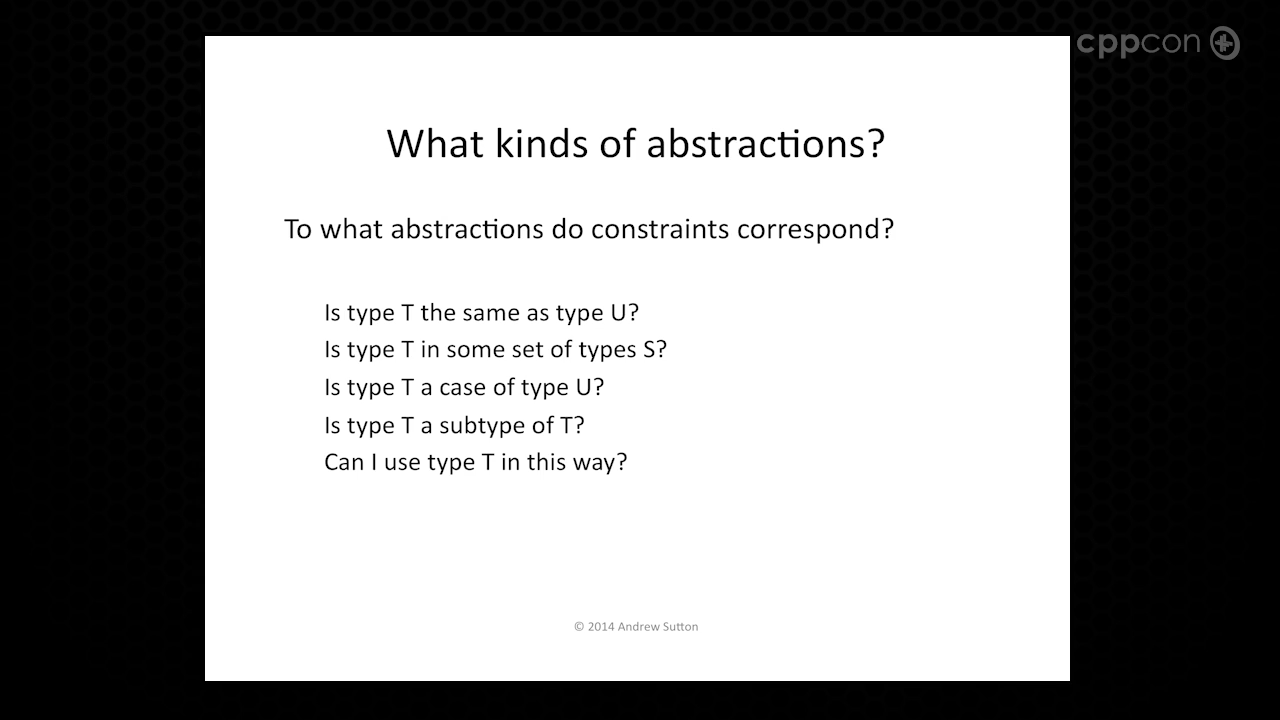 cppcon
What kinds of abstractions?
To what abstractions do constraints correspond?
Is type T the same as type U?
Is type T in some set of types S?
Is type T a case of type U?
Is type T a subtype of T?
Can I use type T in this way?
© 2014 Andrew Sutton